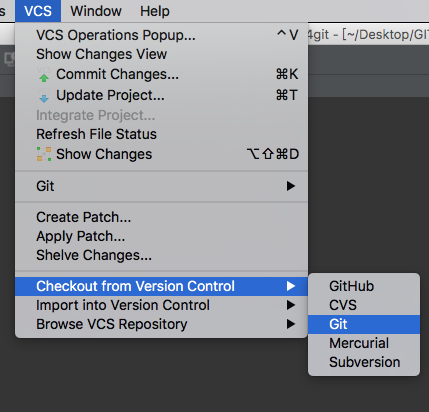 VCS Window Help
4git - [~/Desktop/GIT
VCS Operations Popup... ^V
Show Changes View
Commit Changes... ⌘K
Update Project... ⌘T
Integrate Project...
Refresh File Status
Show Changes ⌥⇧⌘D
Git
Create Patch...
Apply Patch...
Shelve Changes...
Checkout from Version Control
Import into Version Control
Browse VCS Repository
GitHub
CVS
Git
Mercurial
Subversion